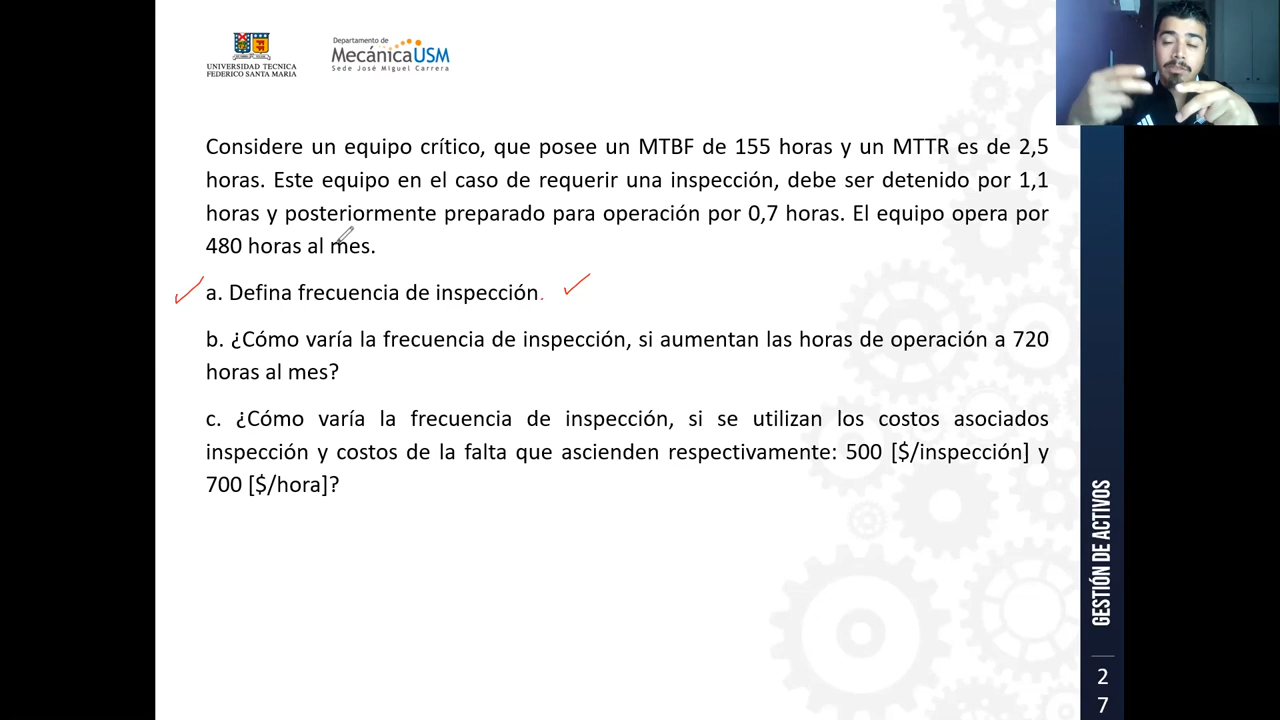 UNIVERSIDAD TECNICA
FEDERICO SANTA MARIA
Departamento de
MecánicaUSM
Sede José Miguel Carrera
Considere un equipo crítico, que posee un MTBF de 155 horas y un MTTR es de 2,5
horas. Este equipo en el caso de requerir una inspección, debe ser detenido por 1,1
horas y posteriormente preparado para operación por 0,7 horas. El equipo opera por
480 horas al mes.
a. Defina frecuencia de inspección.
b. ¿Cómo varía la frecuencia de inspección, si aumentan las horas de operación a 720
horas al mes?
c. ¿Cómo varía la frecuencia de inspección, si se utilizan los costos asociados
inspección y costos de la falta que ascienden respectivamente: 500 [$/inspección] y
700 [$/hora]?
GESTIÓN DE ACTIVOS
2
7